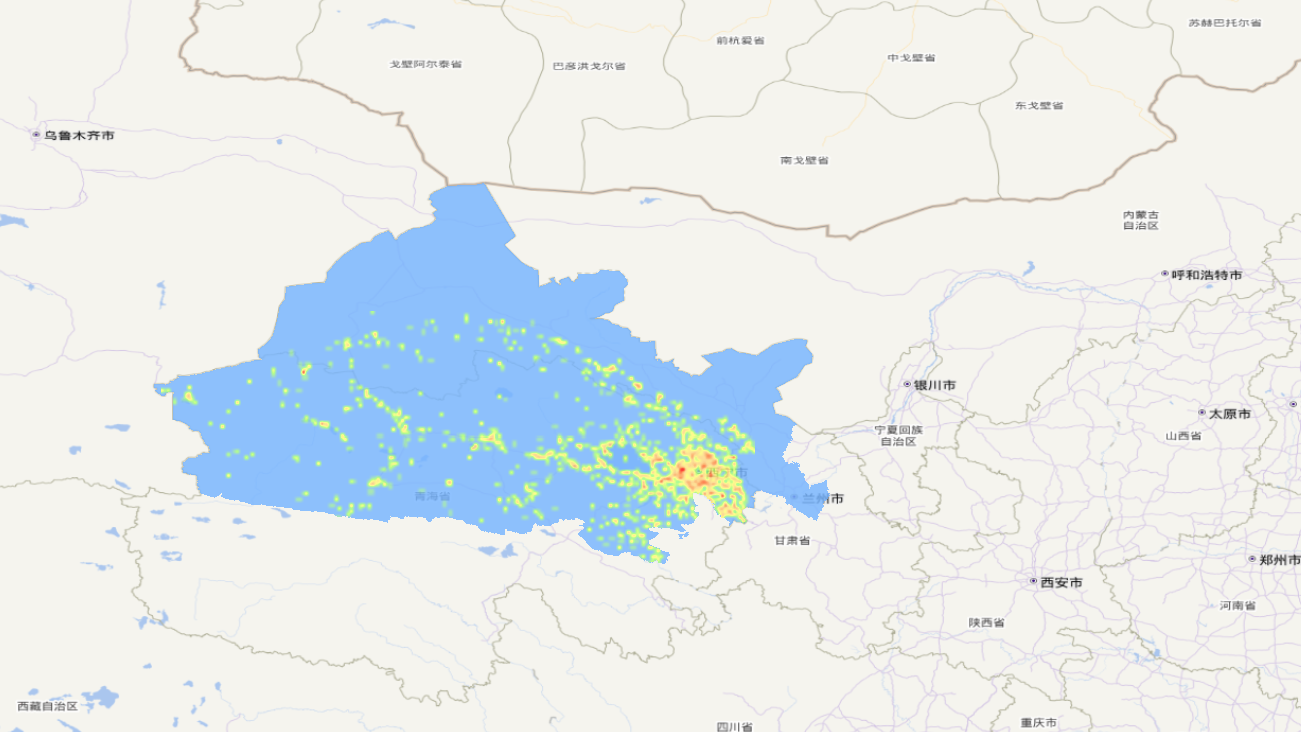 苏赫巴托尔省
前杭爱省
中戈壁省
戈壁阿尔泰省
巴彦洪戈尔省
东戈壁省
乌鲁木齐市
南戈壁省
内蒙古
自治区
呼和浩特市
银川市
太原市
宁夏回族
自治区
山西省
西宁市
青海省
兰州市
甘肃省
郑州市
西安市
河南省
陕西省
西藏自治区
重庆市
四川省